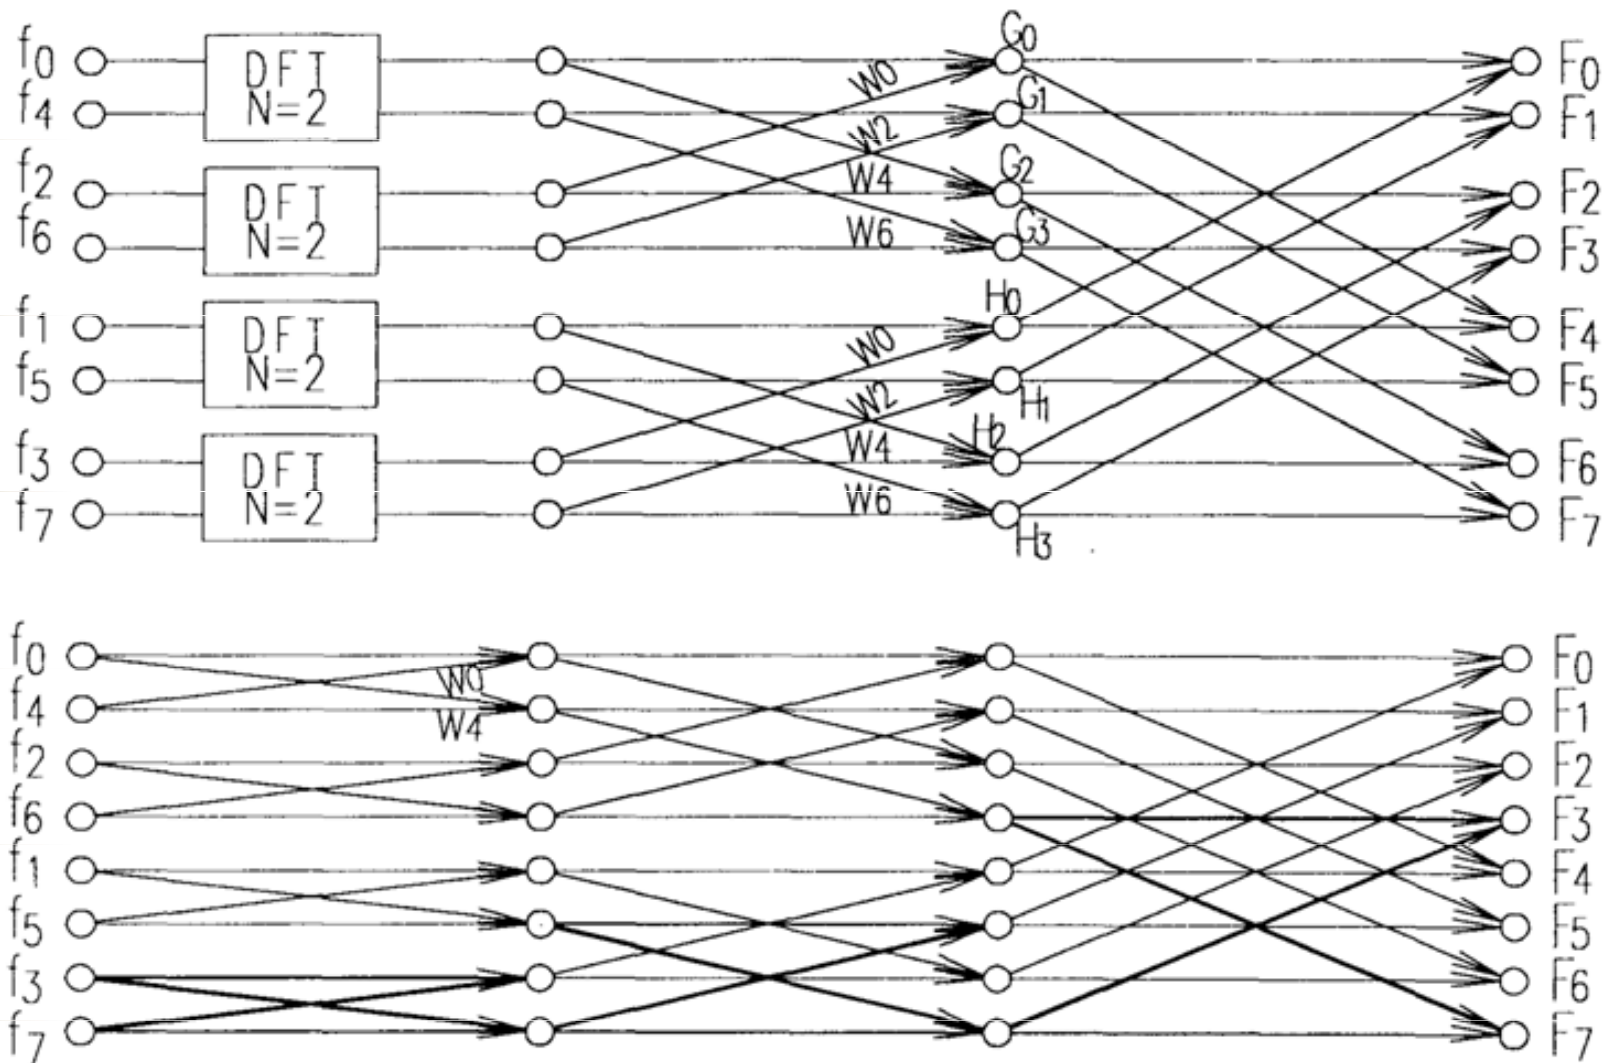 f0 DFT N=2 G0 F0
f4 W0 G1 F1
f2 DFT N=2 W2 G2 F2
f6 W4 G3 F3
W6
f1 DFT N=2 H0 F4
f5 W0 H1 F5
f3 DFT N=2 W2 H2 F6
f7 W4 H3 F7
W6
f0 F0
f4 W0 F1
W4
f2 F2
f6 F3
f1 F4
f5 F5
f3 F6
f7 F7